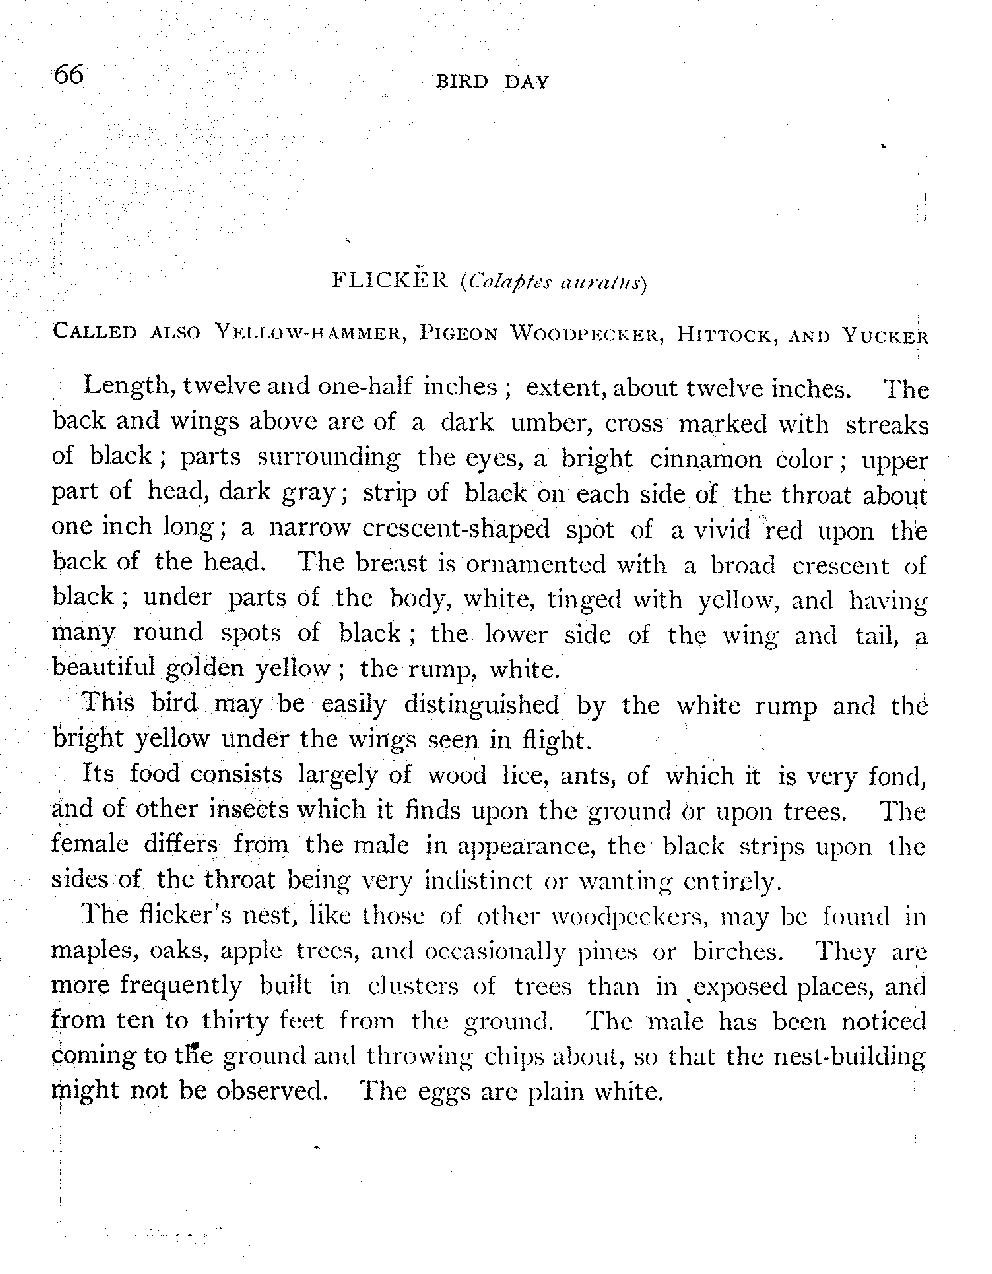 66
BIRD DAY
FLICKER (Colaptes auratus)
CALLED ALSO YELLOW-HAMMER, PIGEON WOODPECKER, HITTOCK, AND YUCKER
Length, twelve and one-half inches; extent, about twelve inches. The
back and wings above are of a dark umber, cross marked with streaks
of black; parts surrounding the eyes, a bright cinnamon color; upper
part of head, dark gray; strip of black on each side of the throat about
one inch long; a narrow crescent-shaped spot of a vivid red upon the
back of the head. The breast is ornamented with a broad crescent of
black; under parts of the body, white, tinged with yellow, and having
many round spots of black; the lower side of the wing and tail, a
beautiful golden yellow; the rump, white.
This bird may be easily distinguished by the white rump and the
bright yellow under the wings seen in flight.
Its food consists largely of wood lice, ants, of which it is very fond,
and of other insects which it finds upon the ground or upon trees. The
female differs from the male in appearance, the black strips upon the
sides of the throat being very indistinct or wanting entirely.
The flicker's nest, like those of other woodpeckers, may be found in
maples, oaks, apple trees, and occasionally pines or birches. They are
more frequently built in clusters of trees than in exposed places, and
from ten to thirty feet from the ground. The male has been noticed
coming to the ground and throwing chips about, so that the nest-building
might not be observed. The eggs are plain white.